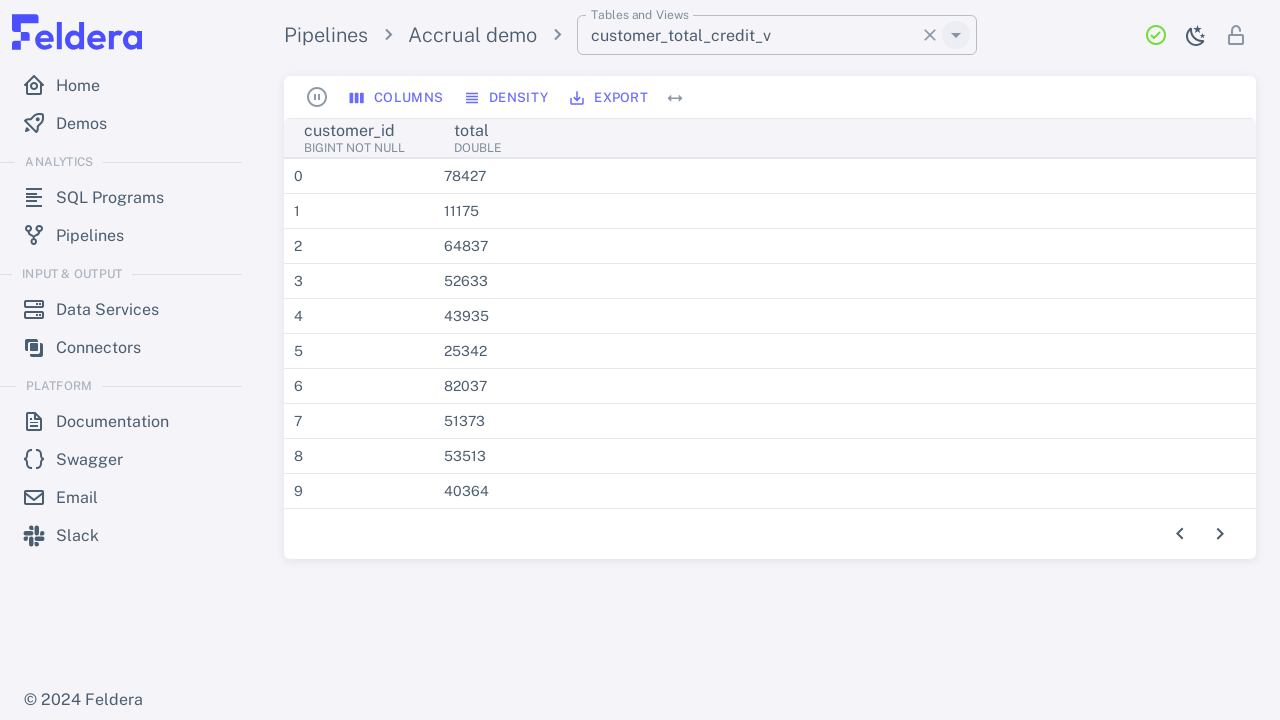 Feldera
Home
Demos
ANALYTICS
SQL Programs
Pipelines
INPUT & OUTPUT
Data Services
Connectors
PLATFORM
Documentation
Swagger
Email
Slack
© 2024 Feldera
Pipelines
Accrual demo
Tables and Views
customer_total_credit_v
COLUMNS DENSITY EXPORT
customer_id total
BIGINT NOT NULL DOUBLE
0 78427
1 11175
2 64837
3 52633
4 43935
5 25342
6 82037
7 51373
8 53513
9 40364